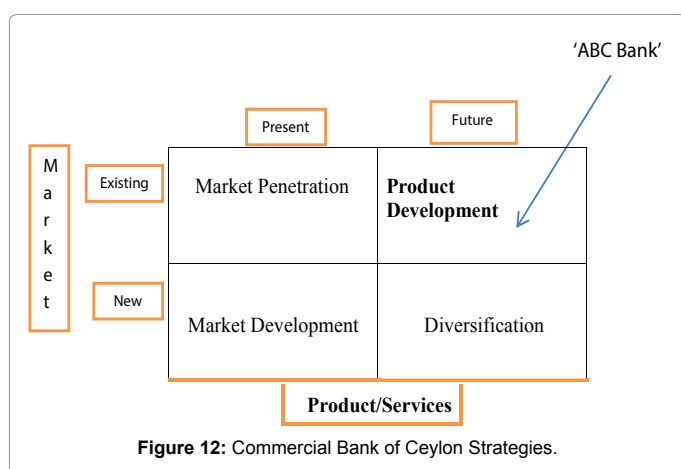 'ABC Bank'
Present
Future
Market
Existing
Market Penetration
Product
Development
New
Market Development
Diversification
Product/Services
Figure 12: Commercial Bank of Ceylon Strategies.